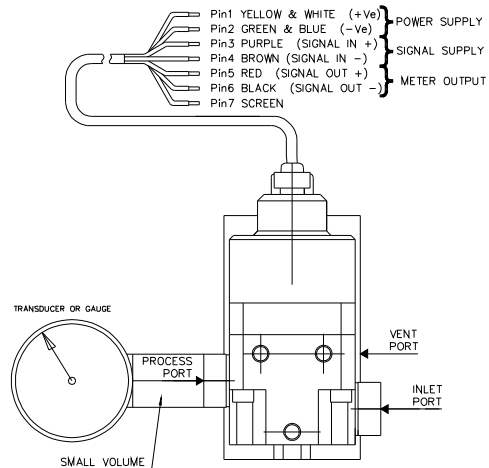 Pin1 YELLOW & WHITE (+Ve)
Pin2 GREEN & BLUE (-Ve)
POWER SUPPLY
Pin3 PURPLE (SIGNAL IN +)
Pin4 BROWN (SIGNAL IN -)
SIGNAL SUPPLY
Pin5 RED (SIGNAL OUT +)
Pin6 BLACK (SIGNAL OUT -)
METER OUTPUT
Pin7 SCREEN
TRANSDUCER OR GAUGE
PROCESS
PORT
VENT
PORT
INLET
PORT
SMALL VOLUME